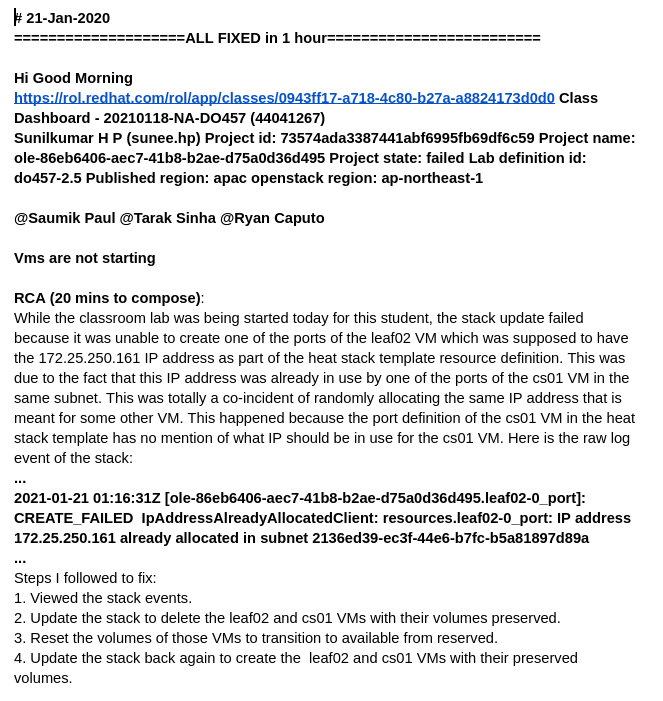 # 21-Jan-2020
====================ALL FIXED in 1 hour=========================
Hi Good Morning
https://rol.redhat.com/rol/app/classes/0943ff17-a718-4c80-b27a-a8824173d0d0 Class
Dashboard - 20210118-NA-DO457 (44041267)
Sunilkumar H P (sunee.hp) Project id: 73574ada3387441abf6995fb69df6c59 Project name:
ole-86eb6406-aec7-41b8-b2ae-d75a0d36d495 Project state: failed Lab definition id:
do457-2.5 Published region: apac openstack region: ap-northeast-1
@Saumik Paul @Tarak Sinha @Ryan Caputo
Vms are not starting
RCA (20 mins to compose):
While the classroom lab was being started today for this student, the stack update failed
because it was unable to create one of the ports of the leaf02 VM which was supposed to have
the 172.25.250.161 IP address as part of the heat stack template resource definition. This was
due to the fact that this IP address was already in use by one of the ports of the cs01 VM in the
same subnet. This was totally a co-incident of randomly allocating the same IP address that is
meant for some other VM. This happened because the port definition of the cs01 VM in the heat
stack template has no mention of what IP should be in use for the cs01 VM. Here is the raw log
event of the stack:
...
2021-01-21 01:16:31Z [ole-86eb6406-aec7-41b8-b2ae-d75a0d36d495.leaf02-0_port]:
CREATE_FAILED  IpAddressAlreadyAllocatedClient: resources.leaf02-0_port: IP address
172.25.250.161 already allocated in subnet 2136ed39-ec3f-44e6-b7fc-b5a81897d89a
...
Steps I followed to fix:
1. Viewed the stack events.
2. Update the stack to delete the leaf02 and cs01 VMs with their volumes preserved.
3. Reset the volumes of those VMs to transition to available from reserved.
4. Update the stack back again to create the  leaf02 and cs01 VMs with their preserved
volumes.